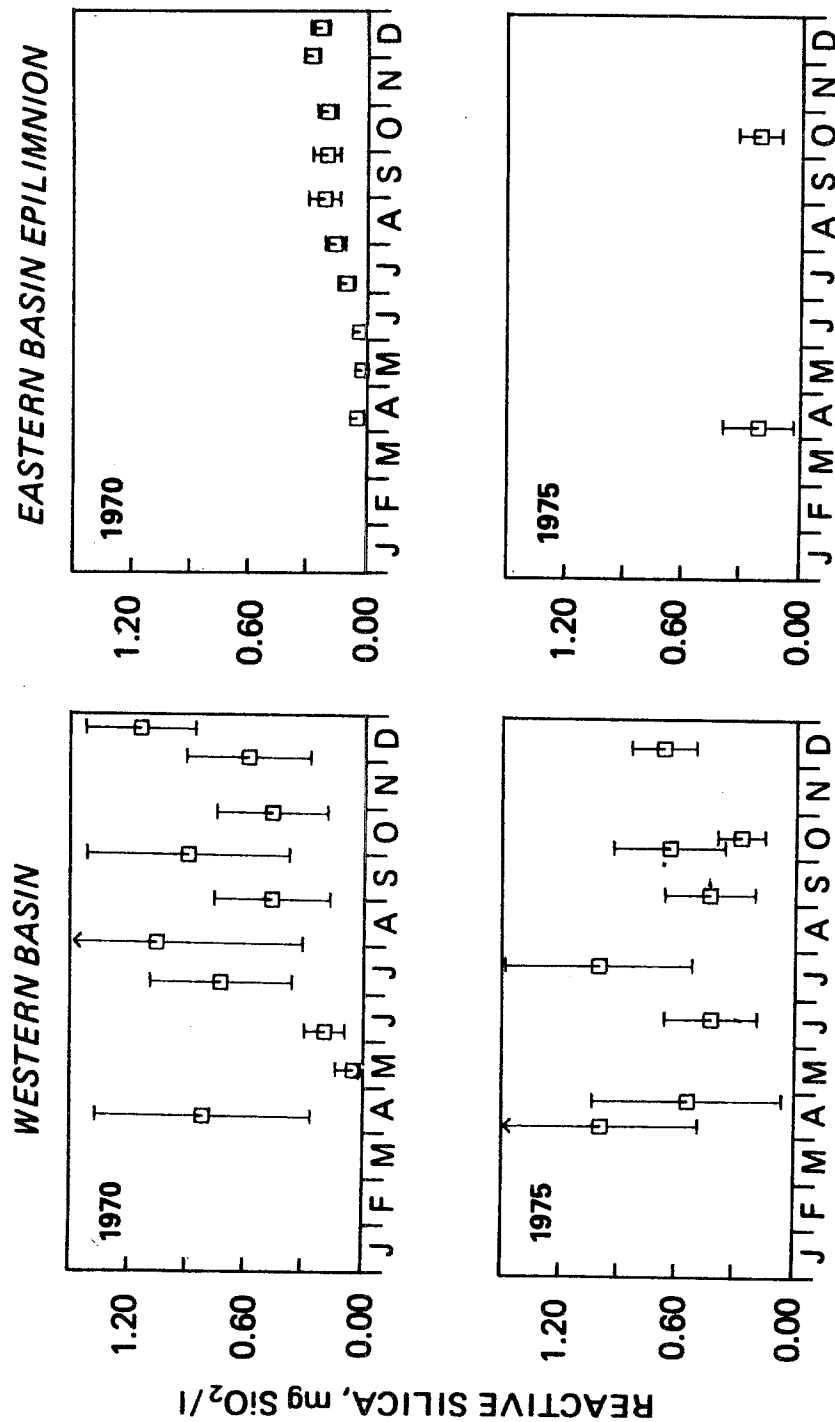 WESTERN BASIN
EASTERN BASIN EPILIMNION
REACTIVE SILICA, mg SiO₂/l
1.20
0.60
0.00
1970
J F M A M J J A S O N D
1.20
0.60
0.00
1970
J F M A M J J A S O N D
1.20
0.60
0.00
1975
J F M A M J J A S O N D
1.20
0.60
0.00
1975
J F M A M J J A S O N D